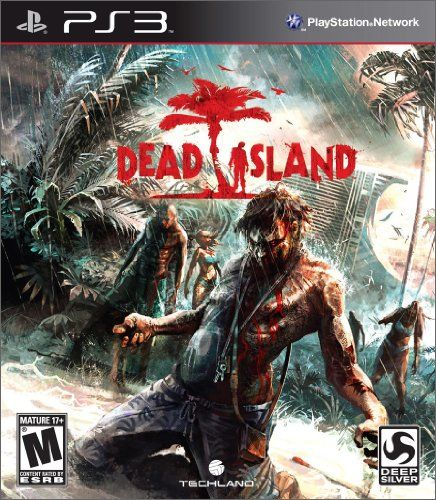 PS3
PlayStation®Network
DEAD ISLAND
MATURE 17+
M
CONTENT RATED BY
ESRB
TECHLAND
DEEP
SILVER